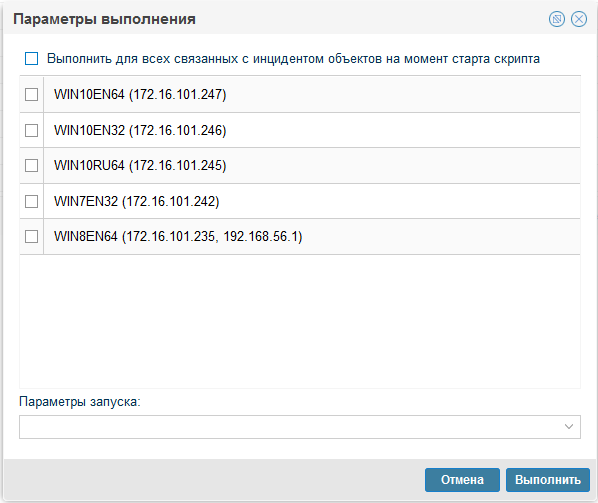 Параметры выполнения
Выполнить для всех связанных с инцидентом объектов на момент старта скрипта
WIN10EN64 (172.16.101.247)
WIN10EN32 (172.16.101.246)
WIN10RU64 (172.16.101.245)
WIN7EN32 (172.16.101.242)
WIN8EN64 (172.16.101.235, 192.168.56.1)
Параметры запуска:
Отмена
Выполнить